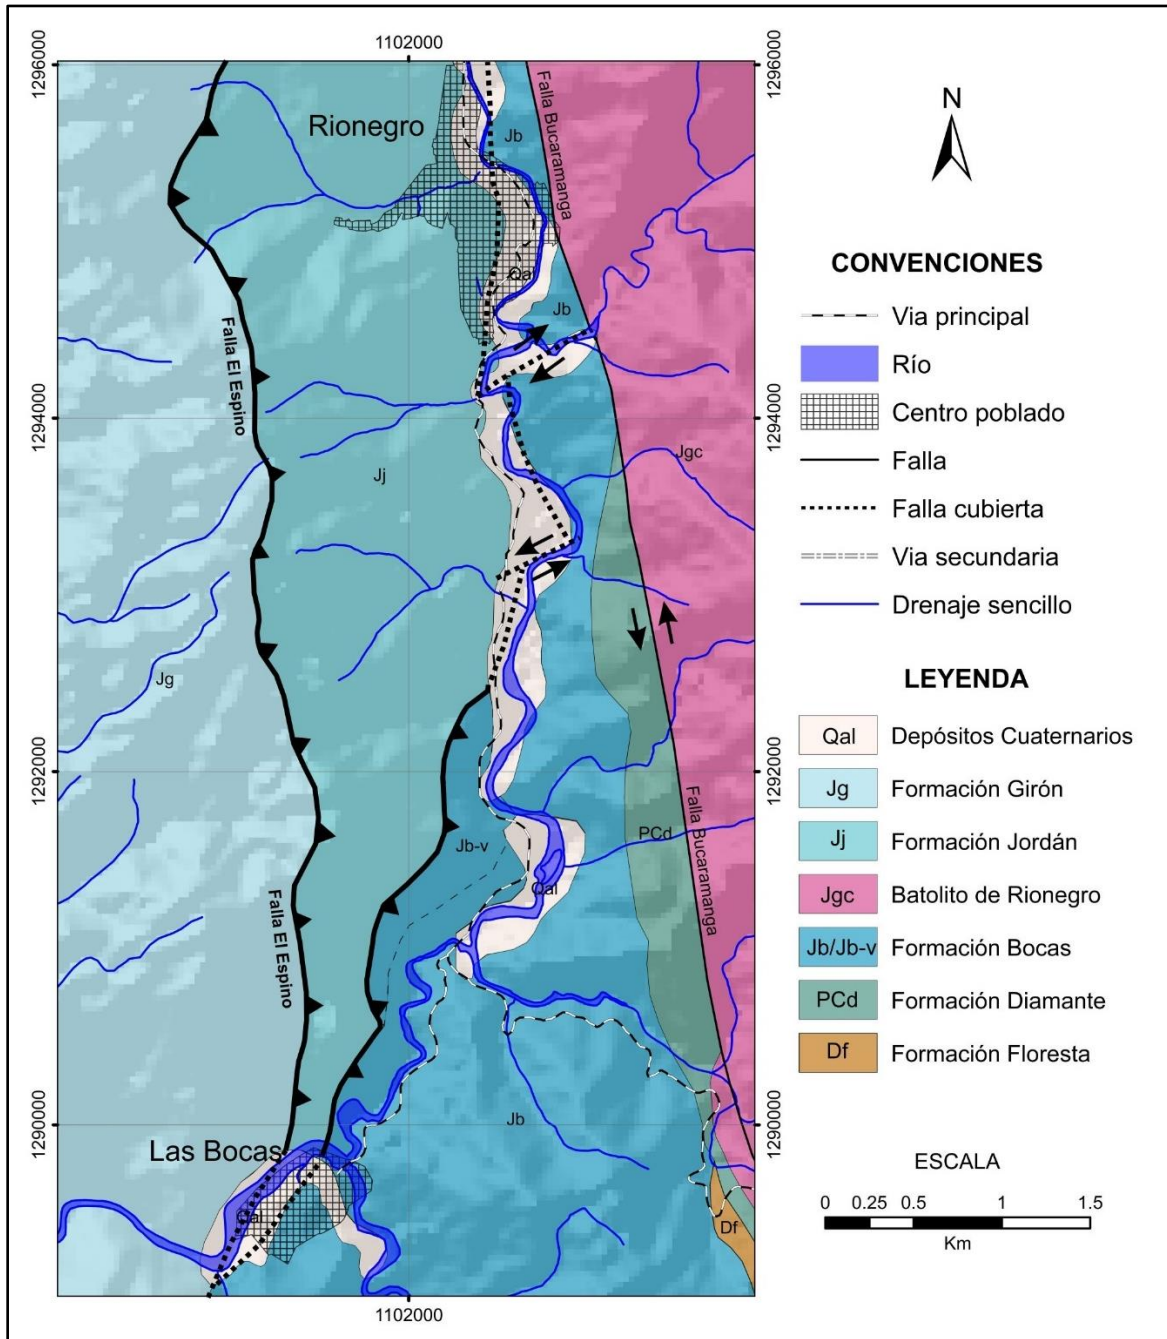 1102000
1296000
1296000
Rionegro
Jb
Falla Bucaramanga
Qal
Jb
Falla El Espino
1294000
1294000
Jj
Jgc
Jg
1292000
1292000
Jb-v
PCd
Falla Bucaramanga
Qal
Falla El Espino
1290000
1290000
Jb
Las Bocas
Qal
Df
1102000
N
CONVENCIONES
Via principal
Río
Centro poblado
Falla
Falla cubierta
Via secundaria
Drenaje sencillo
LEYENDA
Qal Depósitos Cuaternarios
Jg Formación Girón
Jj Formación Jordán
Jgc Batolito de Rionegro
Jb/Jb-v Formación Bocas
PCd Formación Diamante
Df Formación Floresta
ESCALA
0 0.25 0.5 1 1.5
Km